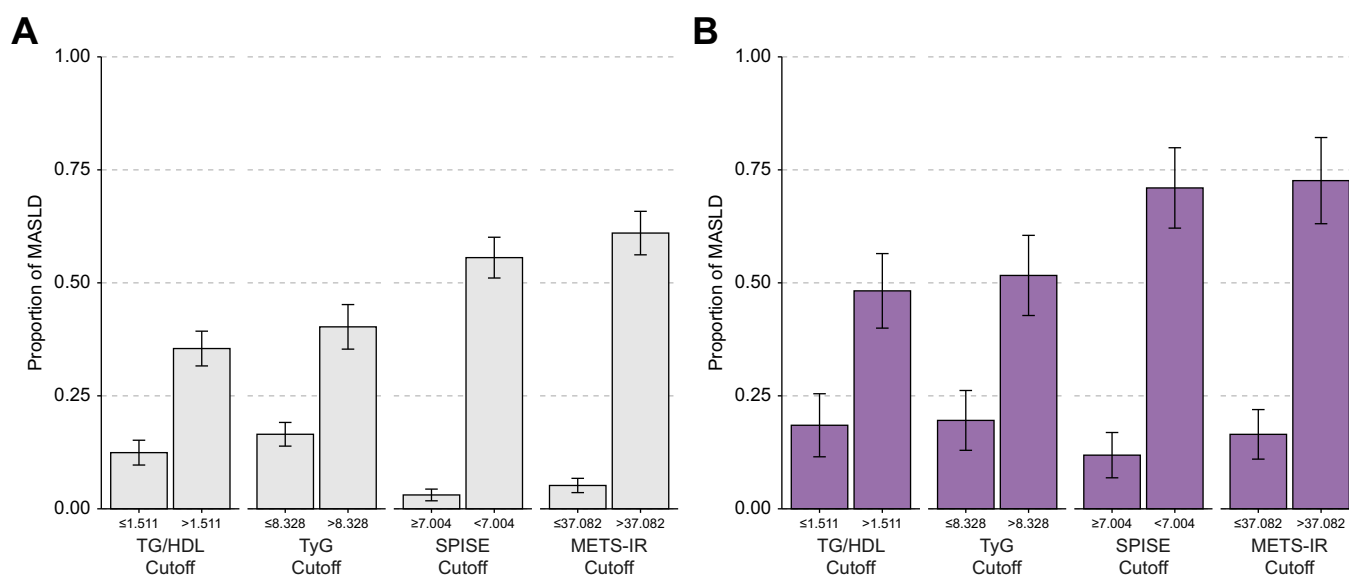 A
Proportion of MASLD
1.00
0.75
0.50
0.25
0.00
≤1.511 >1.511 ≤8.328 >8.328 ≥7.004 <7.004 ≤37.082 >37.082
TG/HDL TyG SPISE METS-IR
Cutoff Cutoff Cutoff Cutoff
B
Proportion of MASLD
1.00
0.75
0.50
0.25
0.00
≤1.511 >1.511 ≤8.328 >8.328 ≥7.004 <7.004 ≤37.082 >37.082
TG/HDL TyG SPISE METS-IR
Cutoff Cutoff Cutoff Cutoff